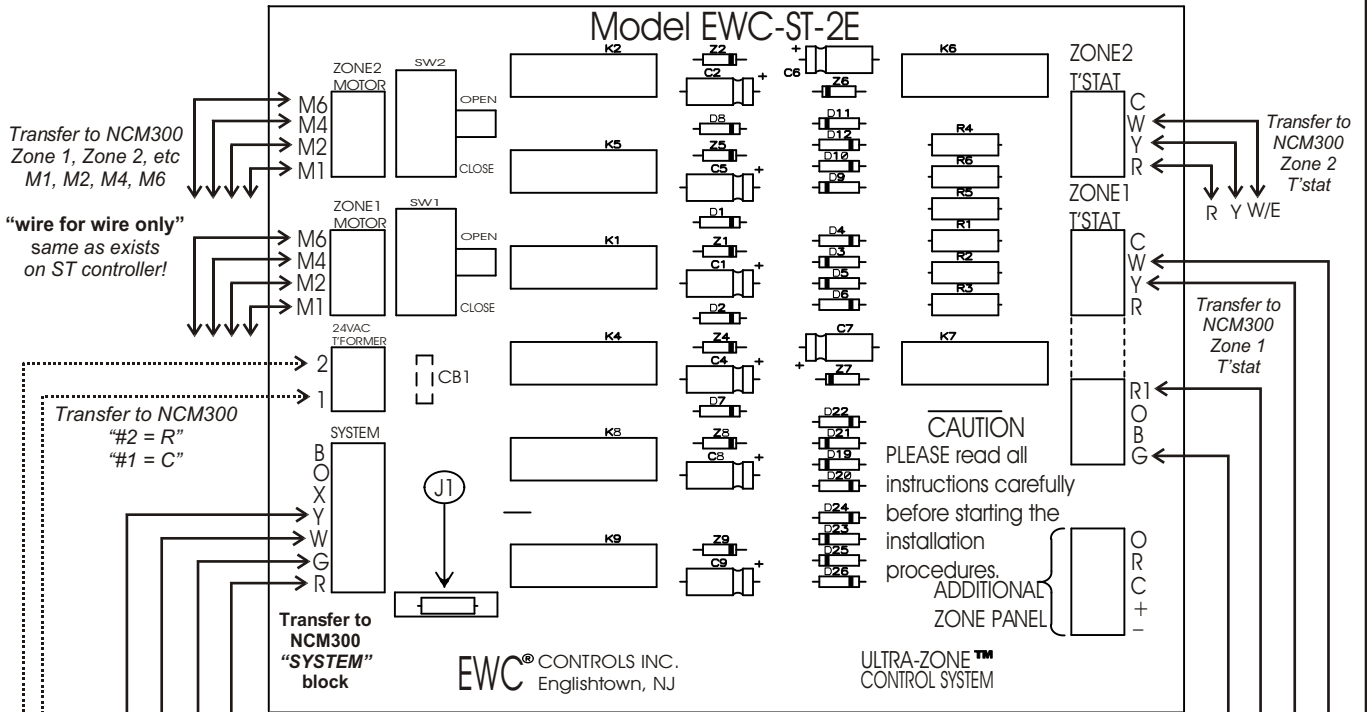 Model EWC-ST-2E
Transfer to NCM300
Zone 1, Zone 2, etc
M1, M2, M4, M6
“wire for wire only”
same as exists
on ST controller!
ZONE2
MOTOR
M6
M4
M2
M1
SW2
OPEN
CLOSE
ZONE1
MOTOR
M6
M4
M2
M1
SW1
OPEN
CLOSE
24VAC
T'FORMER
2
1
CB1
Transfer to NCM300
“#2 = R”
“#1 = C”
SYSTEM
B
O
X
Y
W
G
R
J1
Transfer to
NCM300
“SYSTEM”
block
K2
K5
K1
K4
K8
K9
Z2
C2
+
D8
Z5
C5
+
D1
Z1
C1
+
D2
Z4
C4
+
D7
Z8
C8
+
Z9
C9
+
+
C6
Z6
D11
D12
D10
D9
D4
D3
D5
D6
C7
+
Z7
D22
D21
D19
D20
D24
D23
D25
D26
K6
R4
R6
R5
R1
R2
R3
K7
CAUTION
PLEASE read all
instructions carefully
before starting the
installation
procedures.
ADDITIONAL
ZONE PANEL
O
R
C
+
–
ZONE2
T'STAT
C
W
Y
R
Transfer to
NCM300
Zone 2
T'stat
R Y W/E
ZONE1
T'STAT
C
W
Y
R
Transfer to
NCM300
Zone 1
T'stat
R1
O
B
G
EWC® CONTROLS INC.
Englishtown, NJ
ULTRA-ZONE™
CONTROL SYSTEM